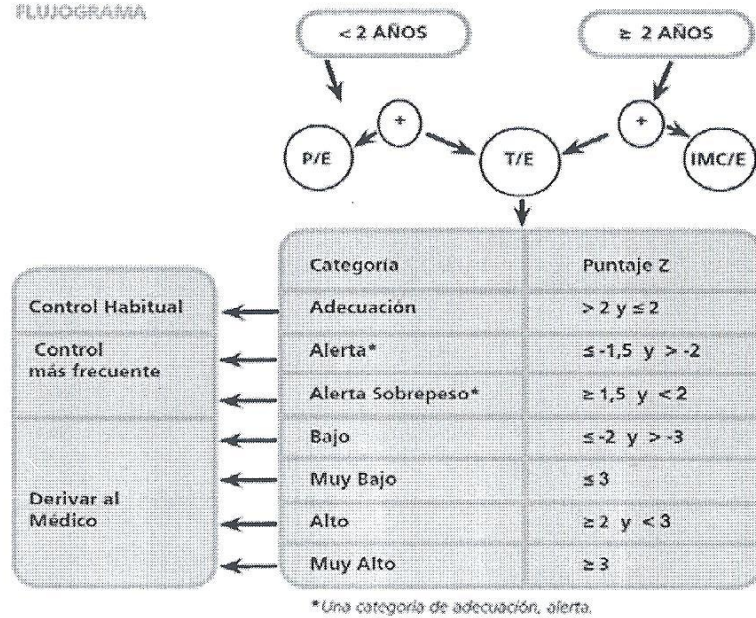 FLUJOGRAMA
< 2 AÑOS
≥ 2 AÑOS
+
+
P/E
T/E
IMC/E
Categoría Puntaje Z
Control Habitual
Adecuación > 2 y ≤ 2
Control
más frecuente
Alerta* ≤ -1,5 y > -2
Alerta Sobrepeso* ≥ 1,5 y < 2
Derivar al
Médico
Bajo ≤ -2 y > -3
Muy Bajo ≤ 3
Alto ≥ 2 y < 3
Muy Alto ≥ 3
*Una categoría de adecuación, alerta.